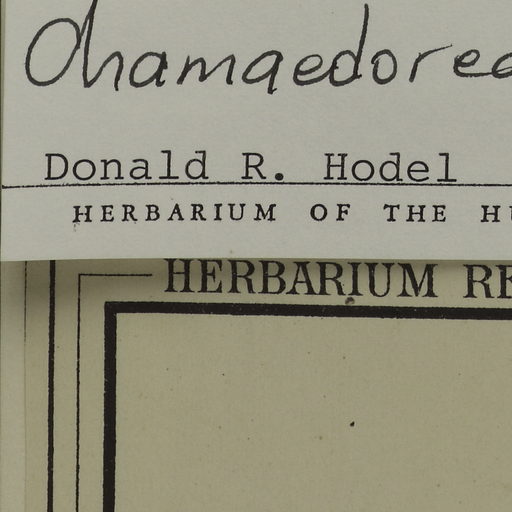 Chamaedorea
Donald R. Hodel
HERBARIUM OF THE HU
HERBARIUM RE